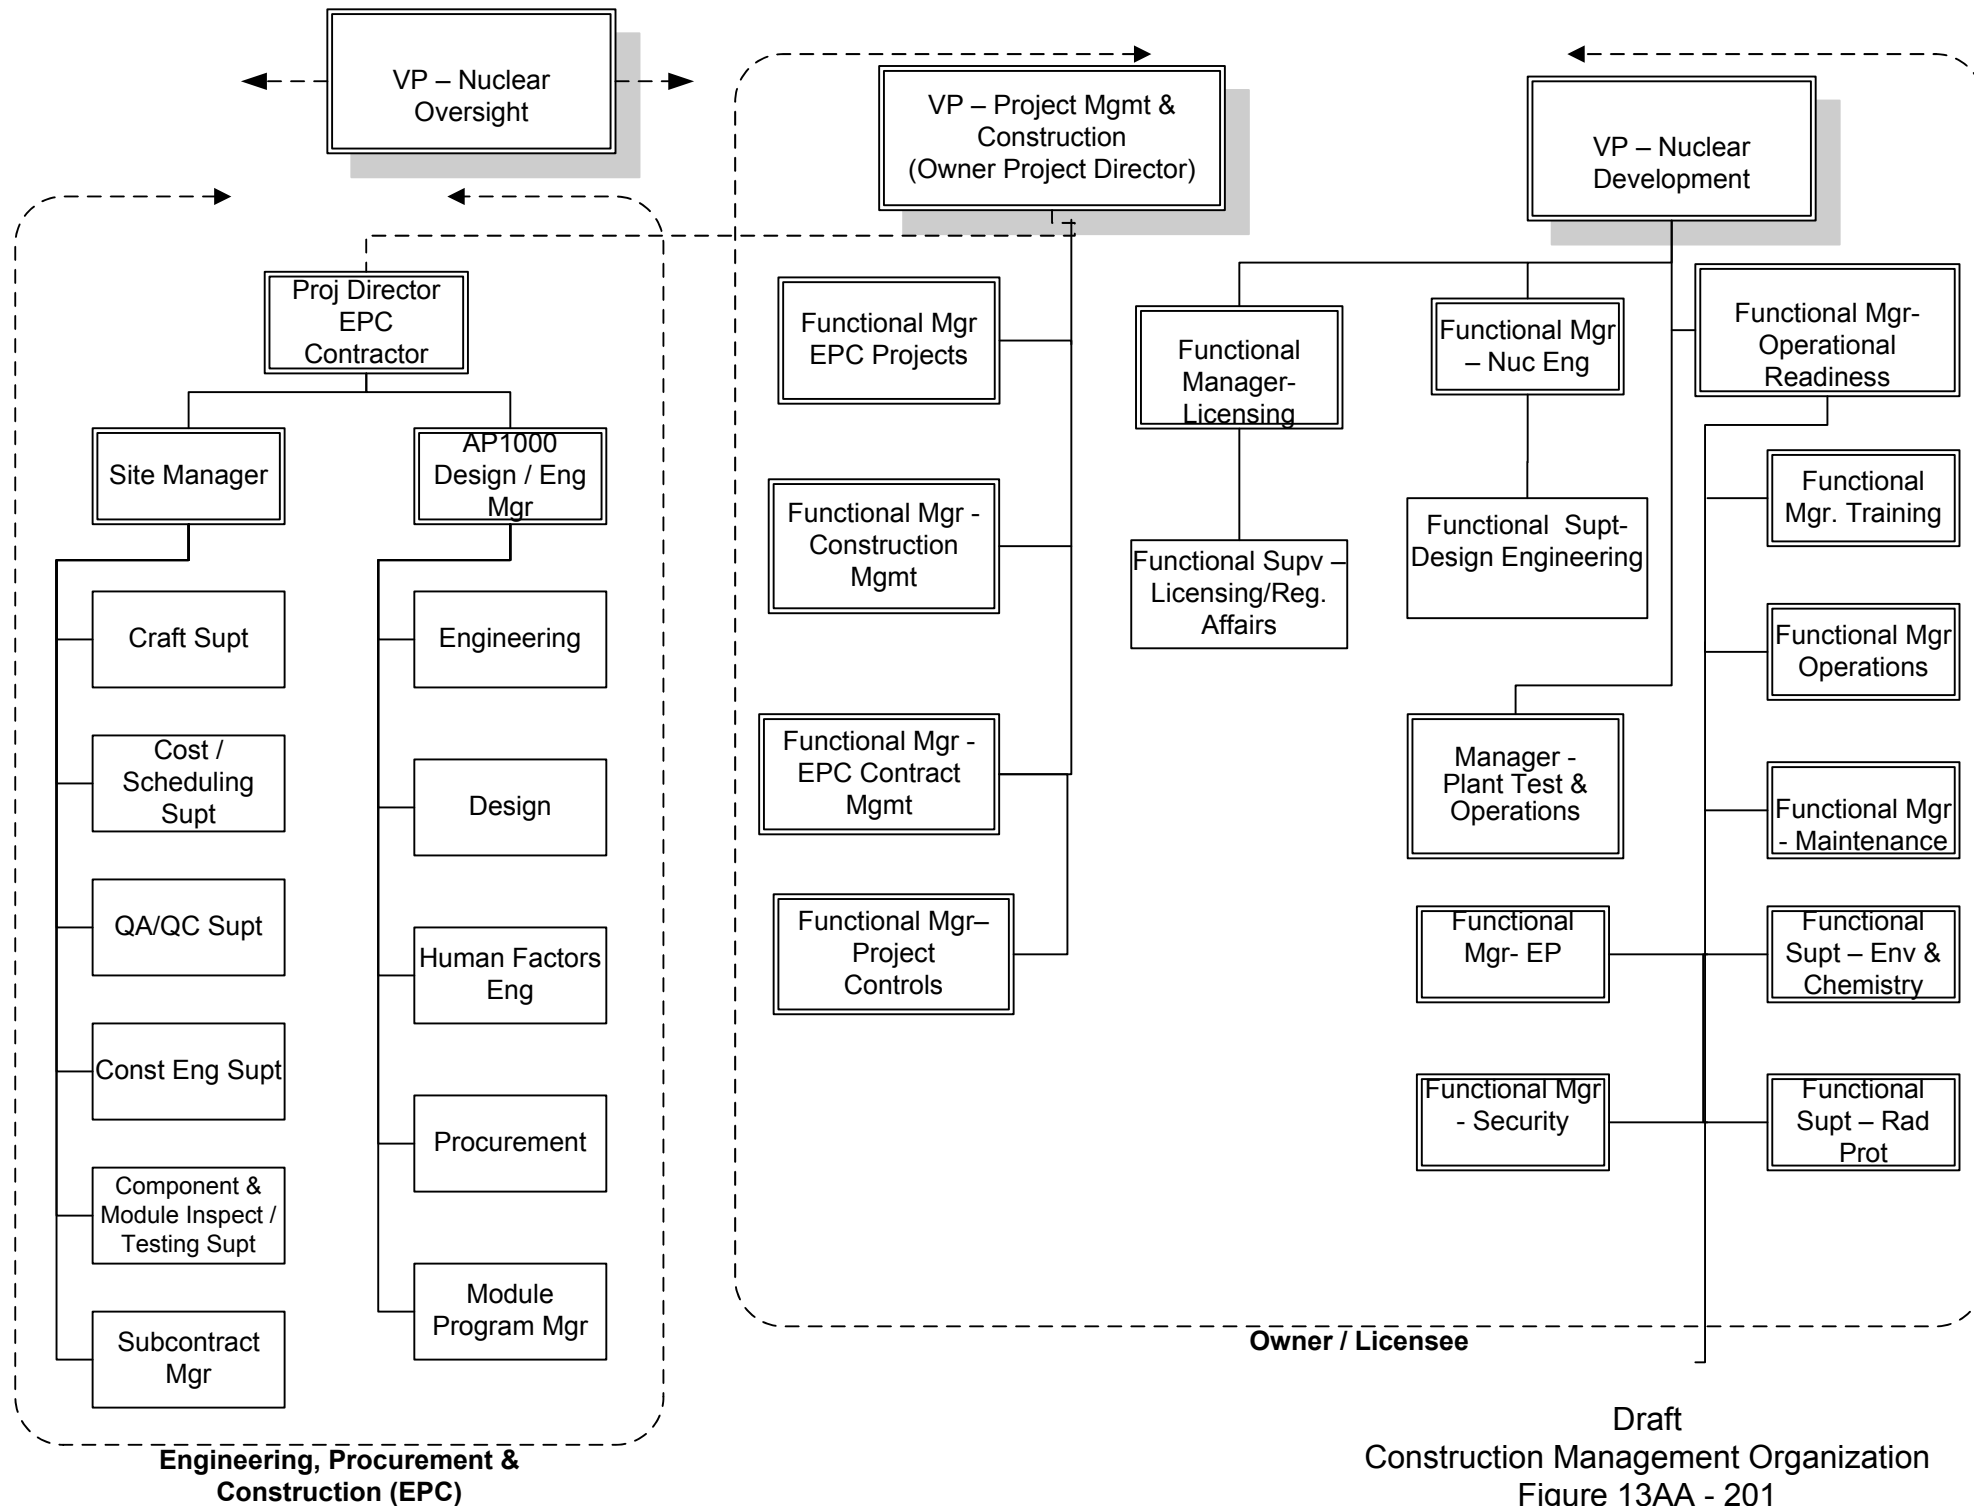 VP – Nuclear
Oversight
VP – Project Mgmt &
Construction
(Owner Project Director)
VP – Nuclear
Development
Proj Director
EPC
Contractor
Site Manager
AP1000
Design / Eng
Mgr
Craft Supt
Cost /
Scheduling
Supt
QA/QC Supt
Const Eng Supt
Component &
Module Inspect /
Testing Supt
Subcontract
Mgr
Engineering
Design
Human Factors
Eng
Procurement
Module
Program Mgr
Engineering, Procurement &
Construction (EPC)
Functional Mgr
EPC Projects
Functional Mgr -
Construction
Mgmt
Functional Mgr -
EPC Contract
Mgmt
Functional Mgr–
Project
Controls
Functional
Manager-
Licensing
Functional Supv –
Licensing/Reg.
Affairs
Functional Mgr
– Nuc Eng
Functional Supt-
Design Engineering
Manager -
Plant Test &
Operations
Functional
Mgr- EP
Functional Mgr
- Security
Functional Mgr-
Operational
Readiness
Functional
Mgr. Training
Functional Mgr
Operations
Functional Mgr
- Maintenance
Functional
Supt – Env &
Chemistry
Functional
Supt – Rad
Prot
Owner / Licensee
Draft
Construction Management Organization
Figure 13AA - 201